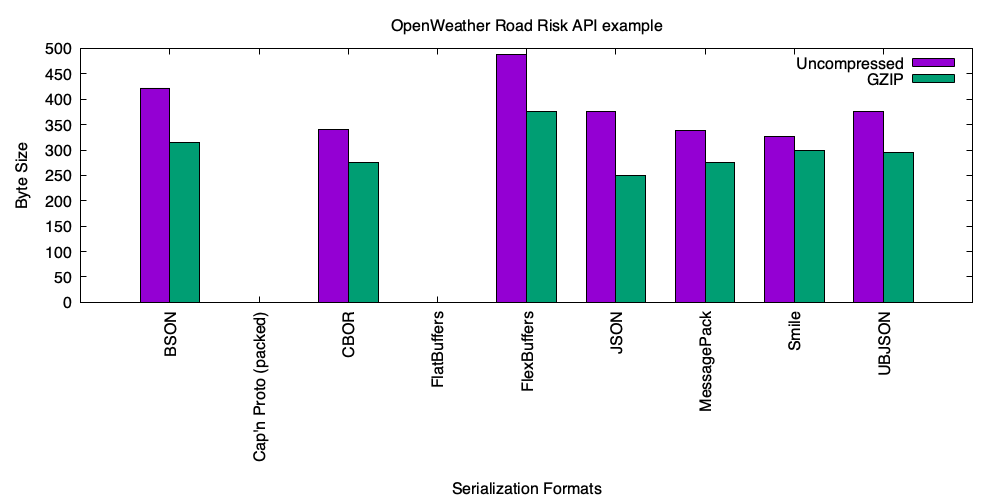 OpenWeather Road Risk API example
Uncompressed
GZIP
500
450
400
350
300
250
200
150
100
50
0
Byte Size
BSON
Cap'n Proto (packed)
CBOR
FlatBuffers
FlexBuffers
JSON
MessagePack
Smile
UBJSON
Serialization Formats